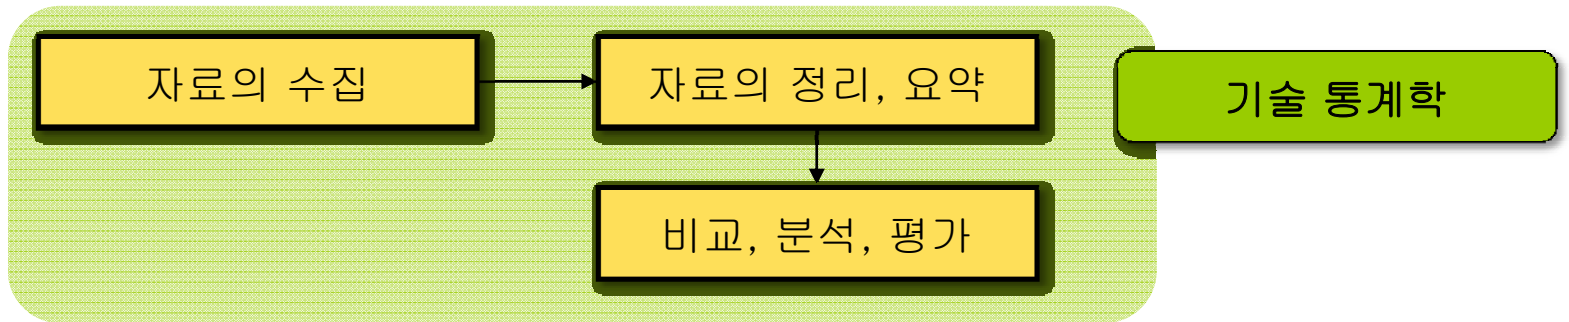 자료의 수집
자료의 정리, 요약
기술 통계학
비교, 분석, 평가